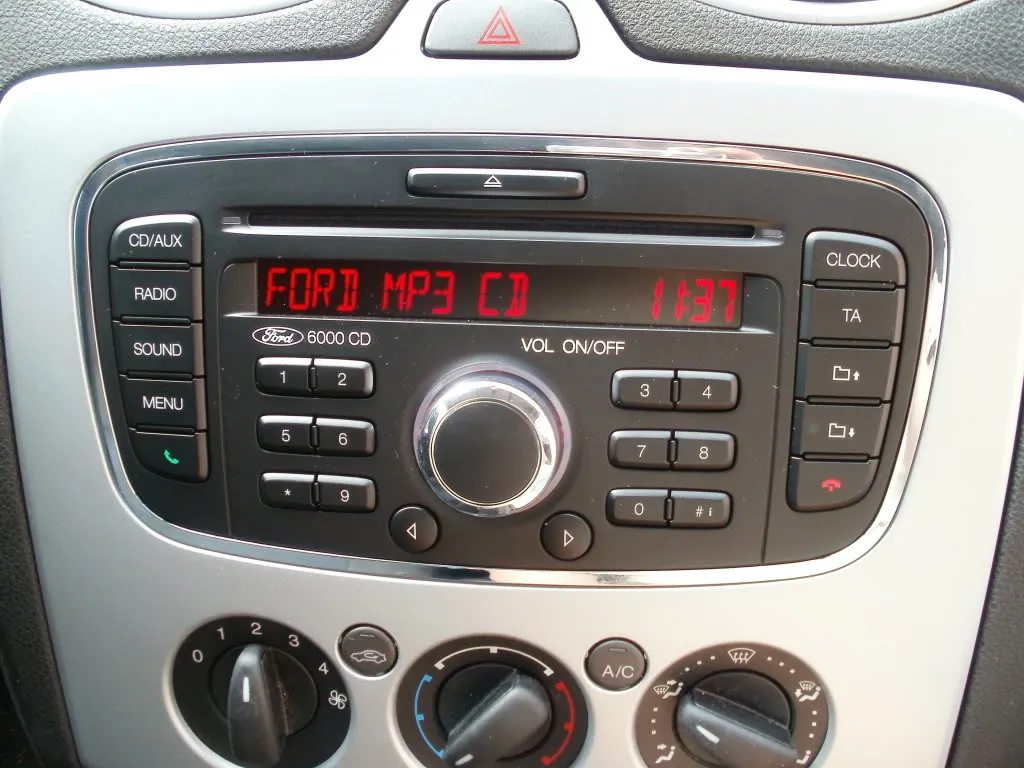 CD/AUX
RADIO
SOUND
MENU
FORD MP3 CD 11:37
Ford 6000 CD
VOL ON/OFF
1 2
5 6
* 9
3 4
7 8
0 # i
CLOCK
TA
0 1 2 3 4
A/C